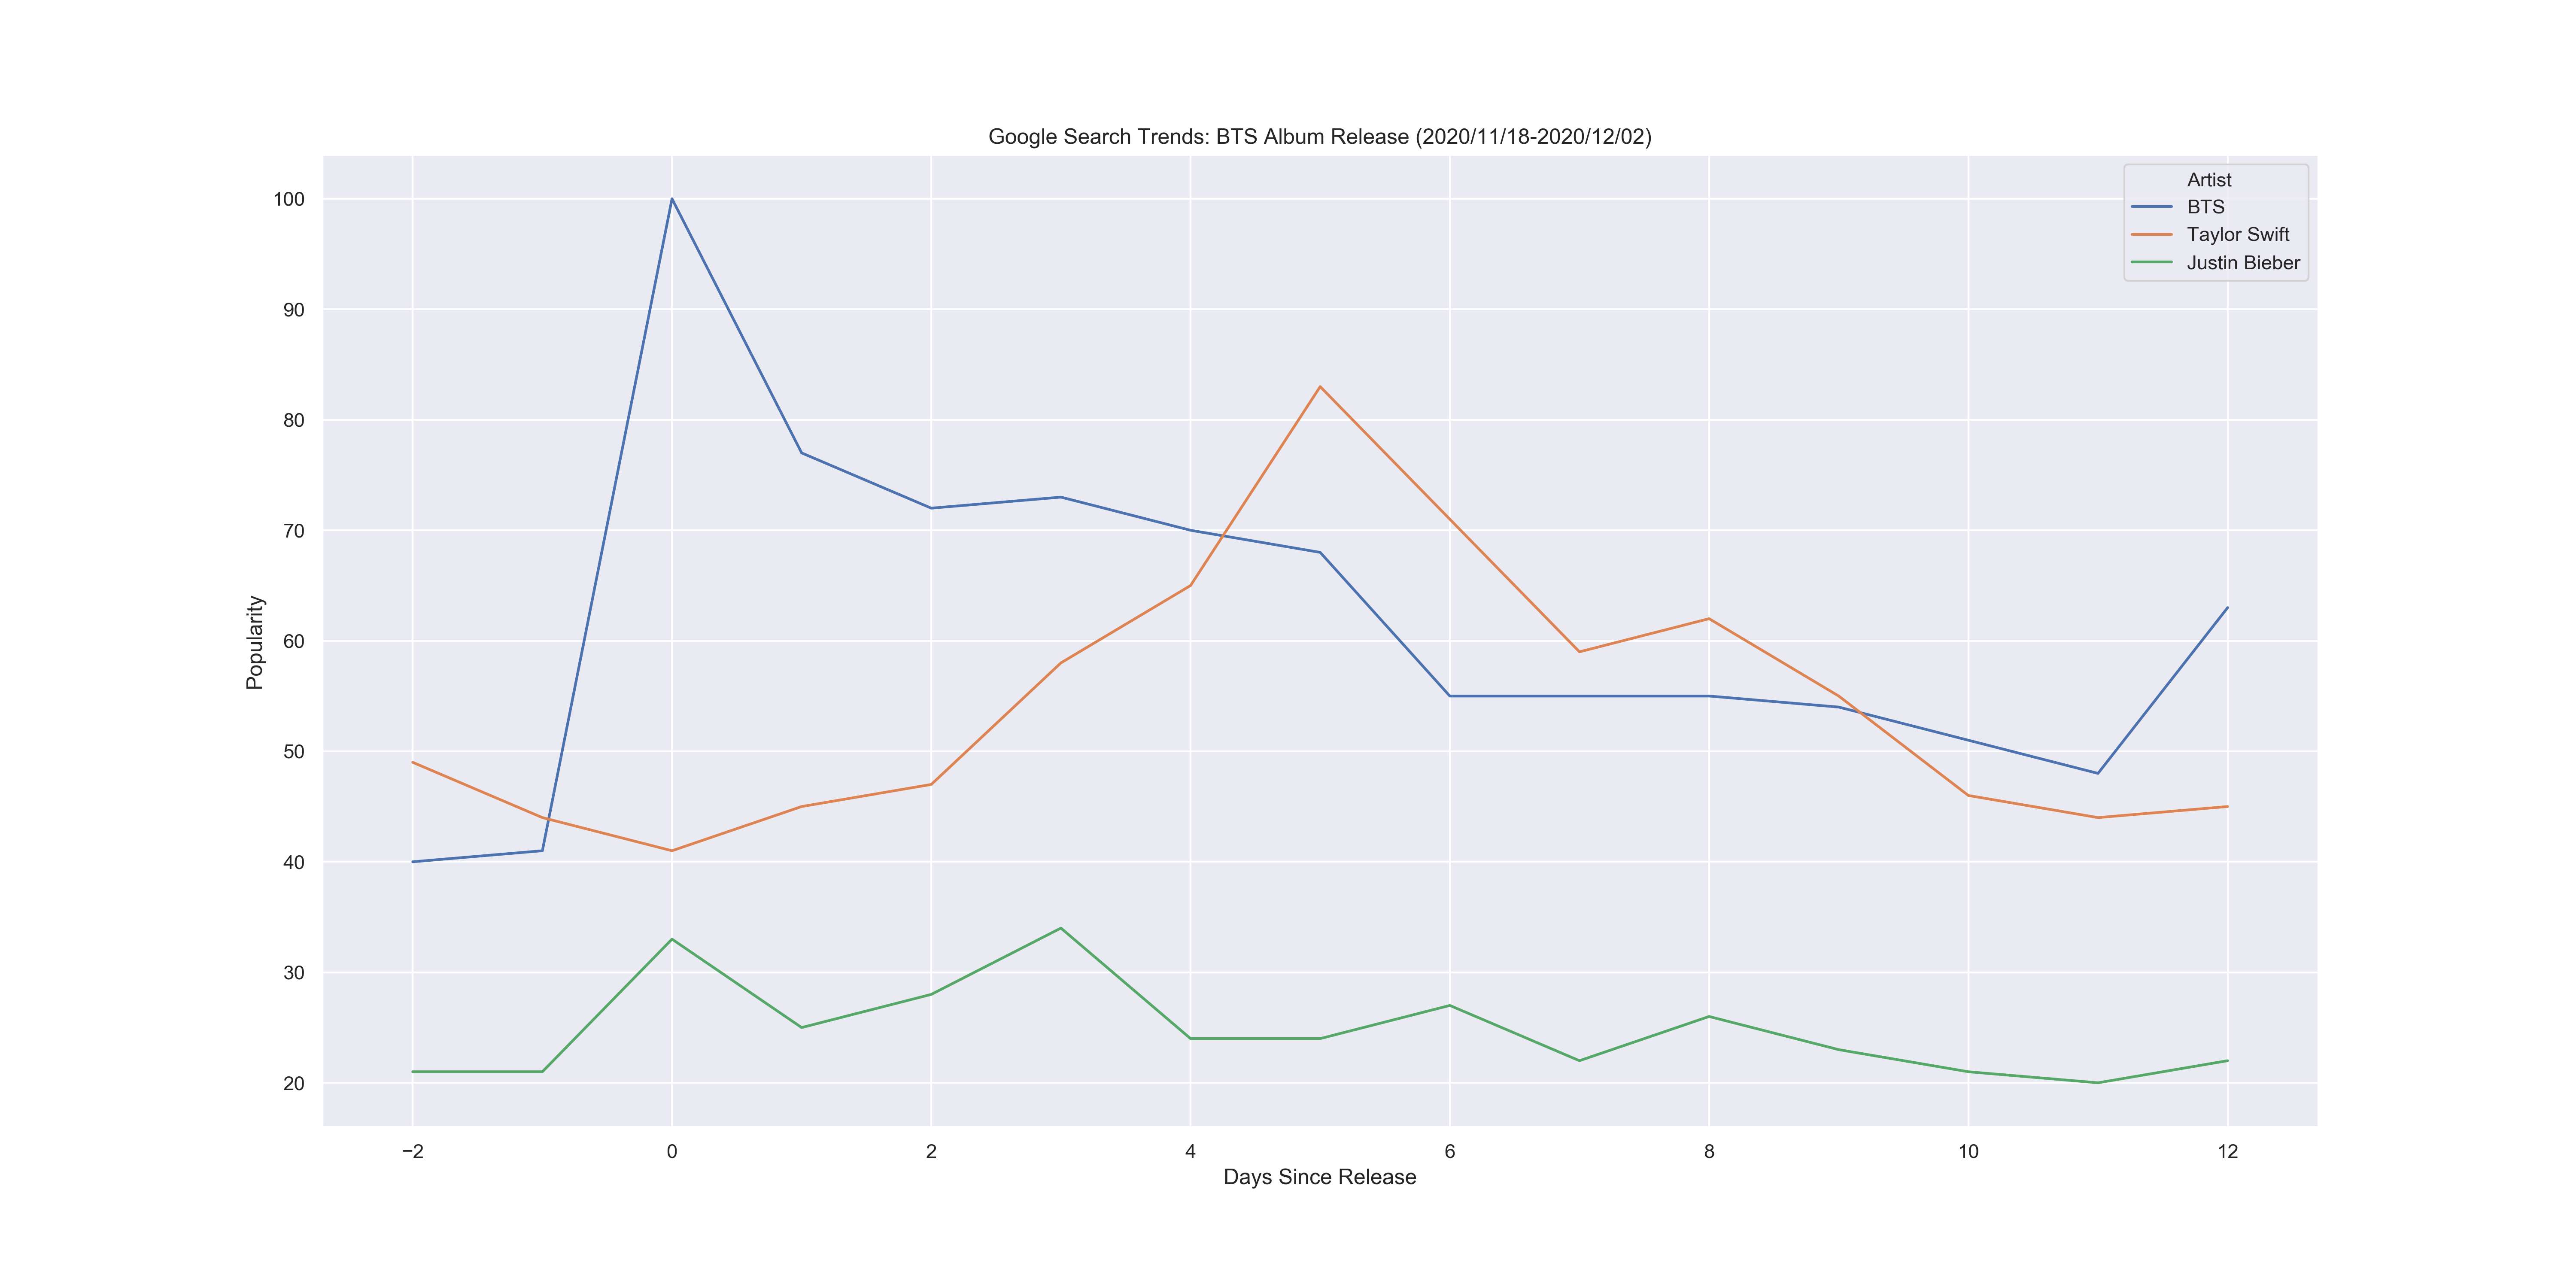 Google Search Trends: BTS Album Release (2020/11/18-2020/12/02)
Artist
BTS
Taylor Swift
Justin Bieber
100
90
80
70
60
50
40
30
20
Popularity
−2 0 2 4 6 8 10 12
Days Since Release